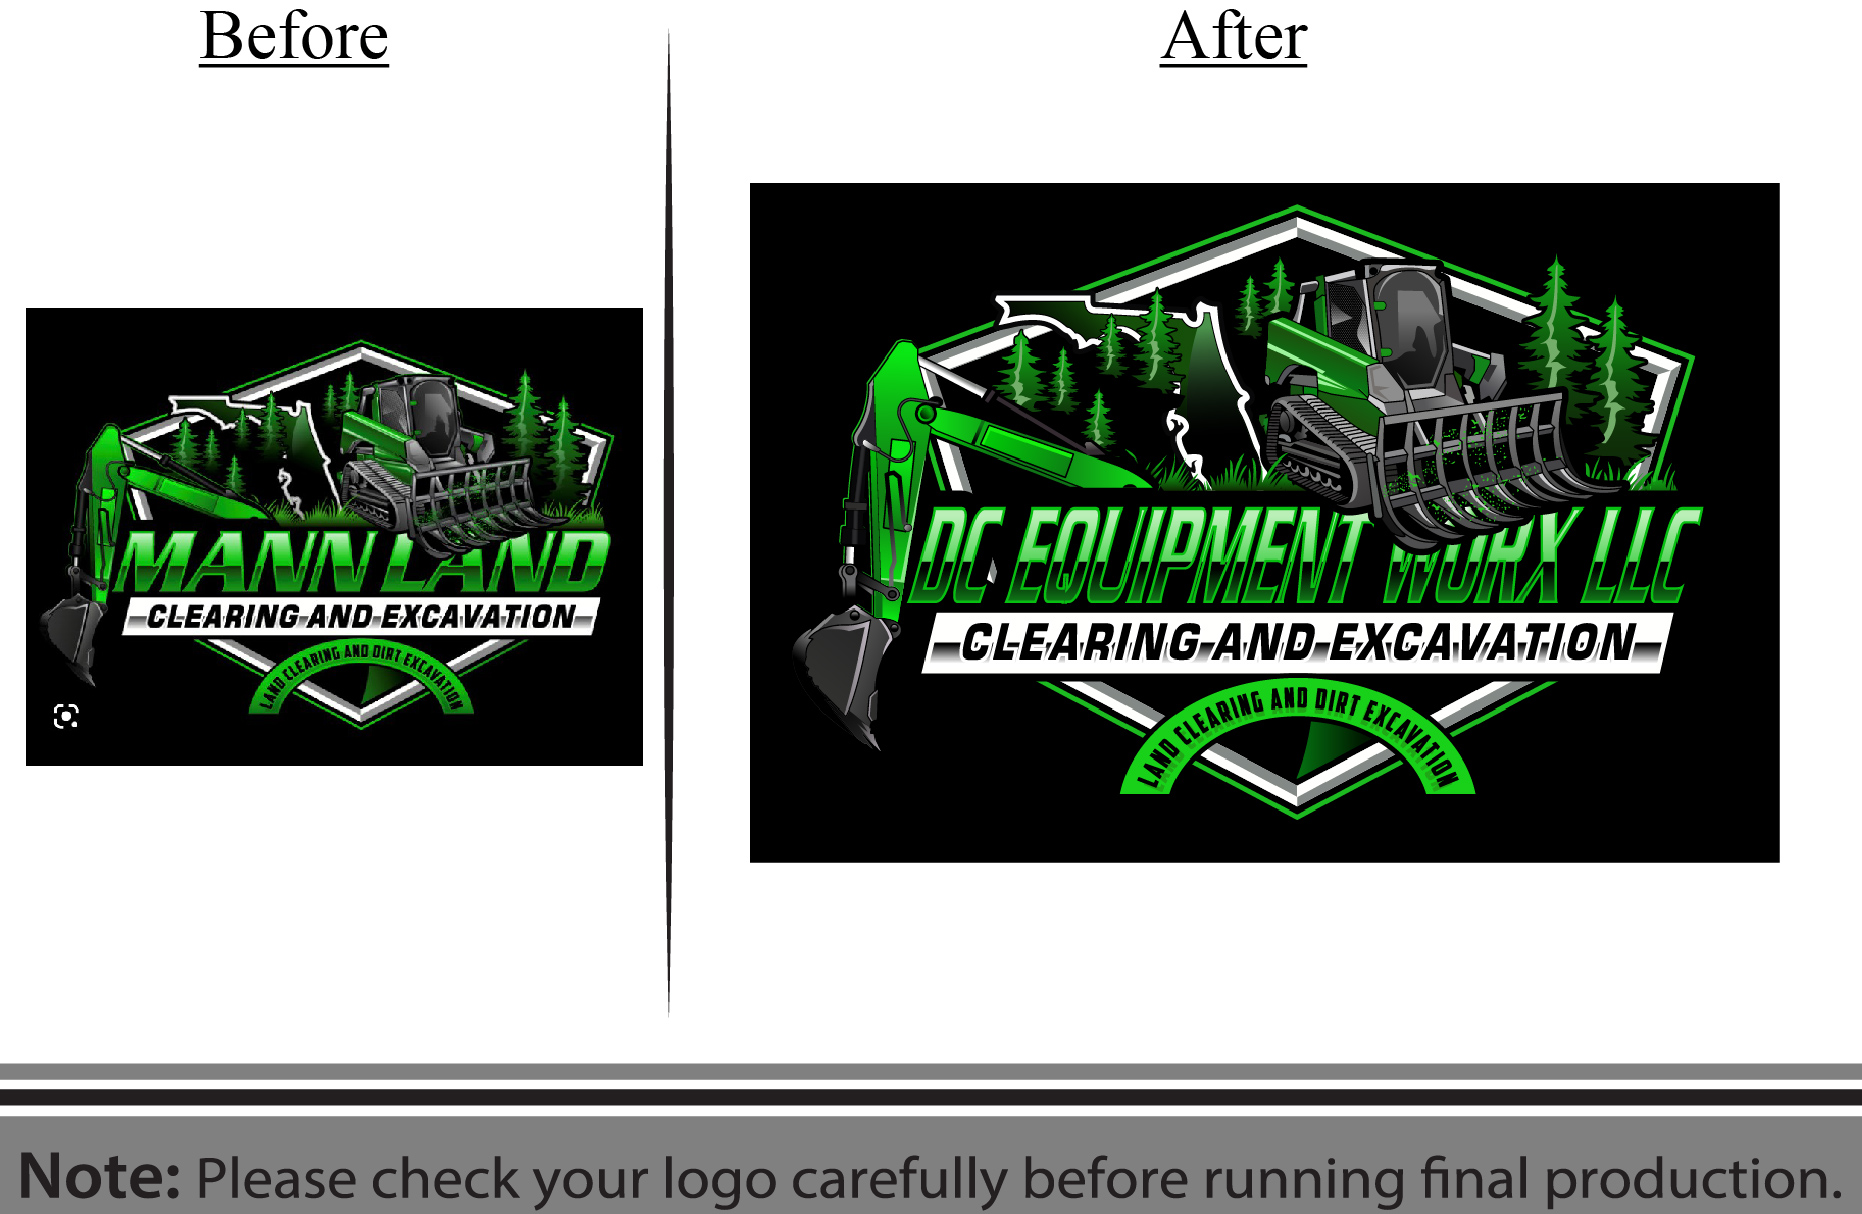 Before
After
MANN LAND
CLEARING AND EXCAVATION
LAND CLEARING AND DIRT EXCAVATION
DC EQUIPMENT WORX LLC
CLEARING AND EXCAVATION
LAND CLEARING AND DIRT EXCAVATION
Note: Please check your logo carefully before running final production.